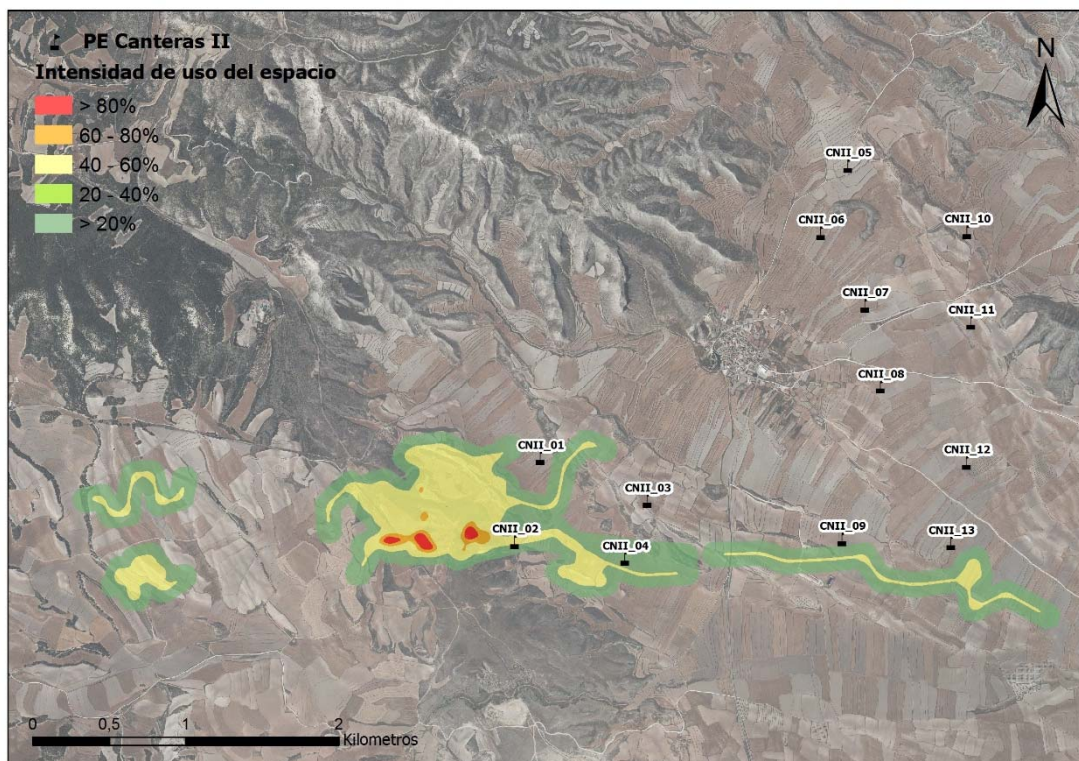 PE Canteras II
Intensidad de uso del espacio
> 80%
60 - 80%
40 - 60%
20 - 40%
> 20%
N
CNII_05
CNII_06
CNII_10
CNII_07
CNII_11
CNII_08
CNII_01
CNII_12
CNII_03
CNII_02
CNII_09
CNII_13
CNII_04
0 0,5 1 2
Kilometros